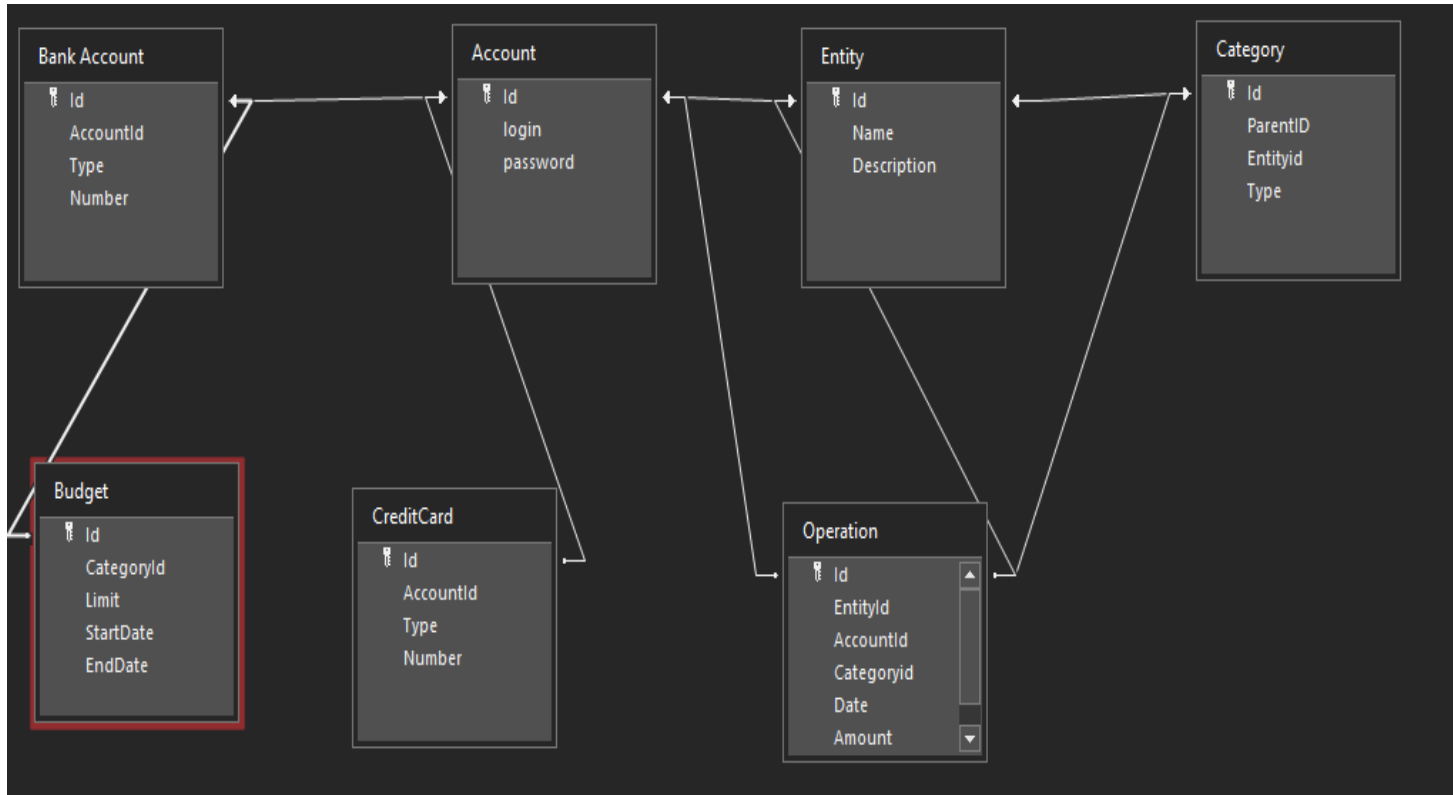 Bank Account
Id
AccountId
Type
Number
Account
Id
login
password
Entity
Id
Name
Description
Category
Id
ParentID
Entityid
Type
Budget
Id
CategoryId
Limit
StartDate
EndDate
CreditCard
Id
AccountId
Type
Number
Operation
Id
EntityId
AccountId
Categoryid
Date
Amount